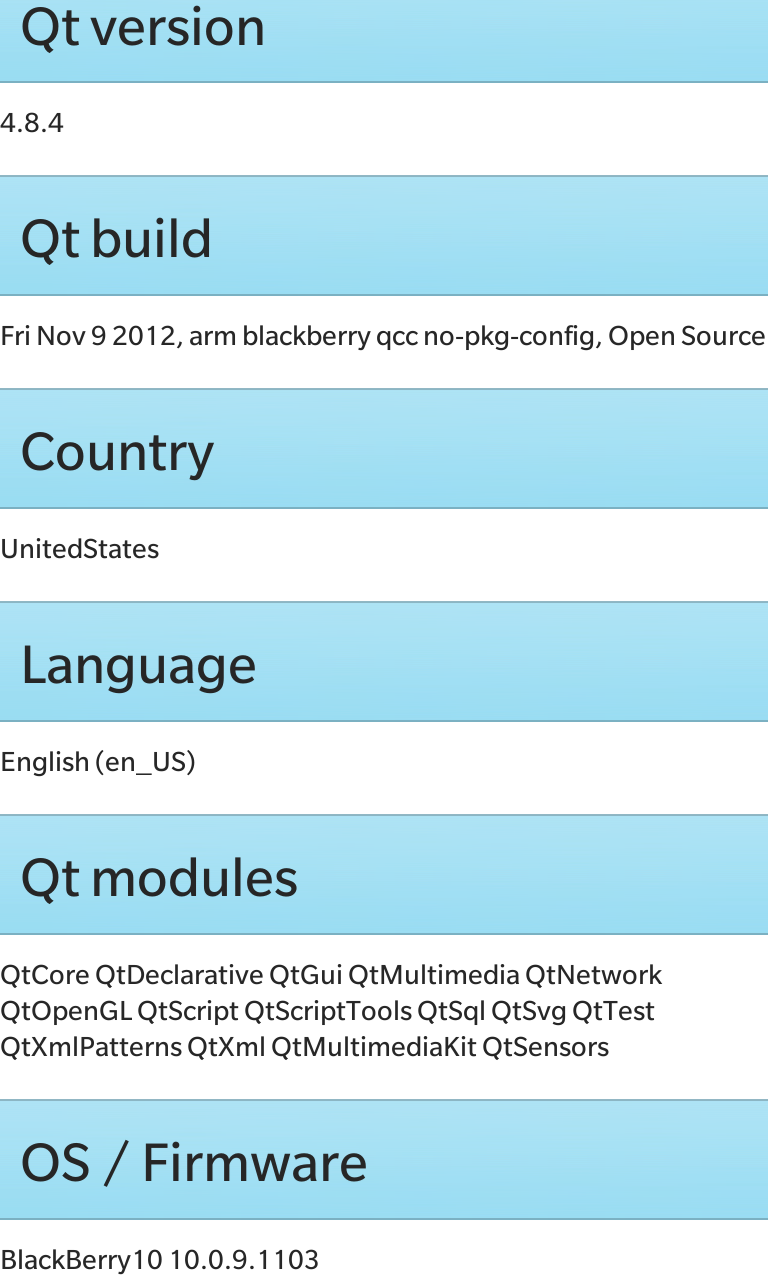 Qt version
4.8.4
Qt build
Fri Nov 9 2012, arm blackberry qcc no-pkg-config, Open Source
Country
UnitedStates
Language
English (en_US)
Qt modules
QtCore QtDeclarative QtGui QtMultimedia QtNetwork
QtOpenGL QtScript QtScriptTools QtSql QtSvg QtTest
QtXmlPatterns QtXml QtMultimediaKit QtSensors
OS / Firmware
BlackBerry10 10.0.9.1103